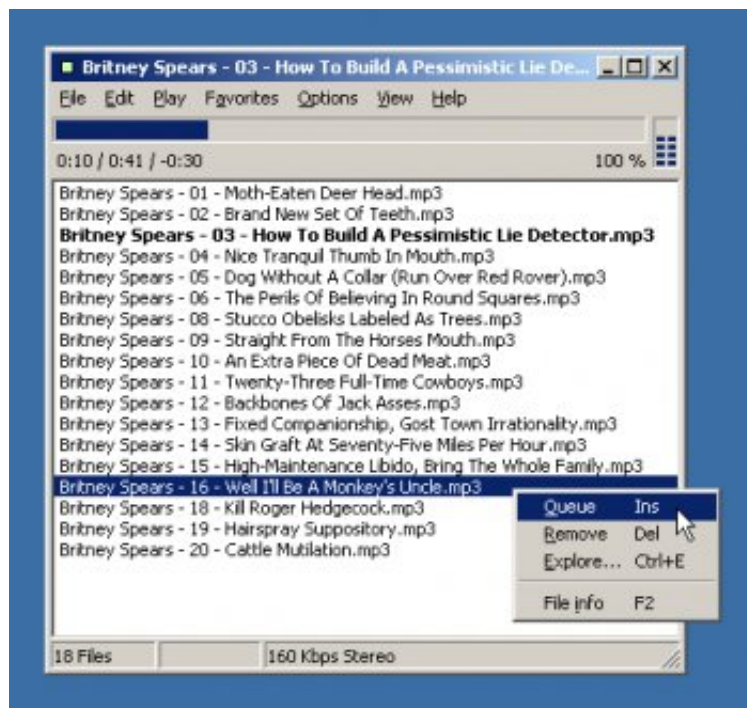 Britney Spears - 03 - How To Build A Pessimistic Lie De...
File Edit Play Favorites Options View Help
0:10 / 0:41 / -0:30 100 %
Britney Spears - 01 - Moth-Eaten Deer Head.mp3
Britney Spears - 02 - Brand New Set Of Teeth.mp3
Britney Spears - 03 - How To Build A Pessimistic Lie Detector.mp3
Britney Spears - 04 - Nice Tranquil Thumb In Mouth.mp3
Britney Spears - 05 - Dog Without A Collar (Run Over Red Rover).mp3
Britney Spears - 06 - The Perils Of Believing In Round Squares.mp3
Britney Spears - 08 - Stucco Obelisks Labeled As Trees.mp3
Britney Spears - 09 - Straight From The Horses Mouth.mp3
Britney Spears - 10 - An Extra Piece Of Dead Meat.mp3
Britney Spears - 11 - Twenty-Three Full-Time Cowboys.mp3
Britney Spears - 12 - Backbones Of Jack Asses.mp3
Britney Spears - 13 - Fixed Companionship, Gost Town Irrationality.mp3
Britney Spears - 14 - Skin Graft At Seventy-Five Miles Per Hour.mp3
Britney Spears - 15 - High-Maintenance Libido, Bring The Whole Family.mp3
Britney Spears - 16 - Well I'll Be A Monkey's Uncle.mp3
Britney Spears - 18 - Kill Roger Hedgecock.mp3
Britney Spears - 19 - Hairspray Suppository.mp3
Britney Spears - 20 - Cattle Mutilation.mp3
Queue Ins
Remove Del
Explore... Ctrl+E
File info F2
18 Files 160 Kbps Stereo